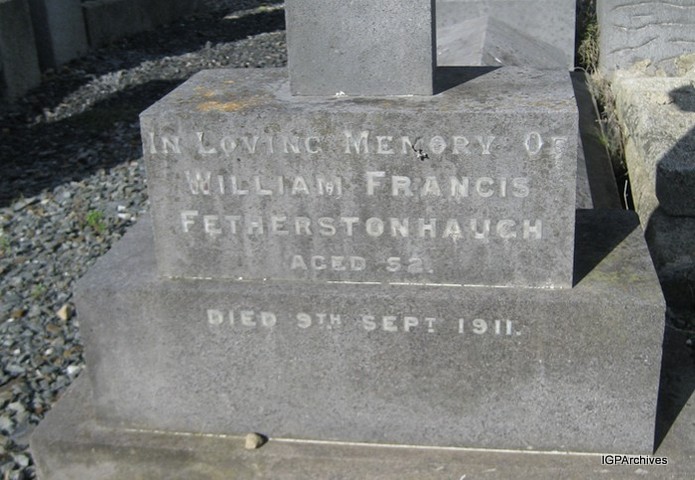 IN LOVING MEMORY OF
WILLIAM FRANCIS
FETHERSTONHAUGH
AGED 52.
DIED 9TH SEPT 1911.
IGPArchives